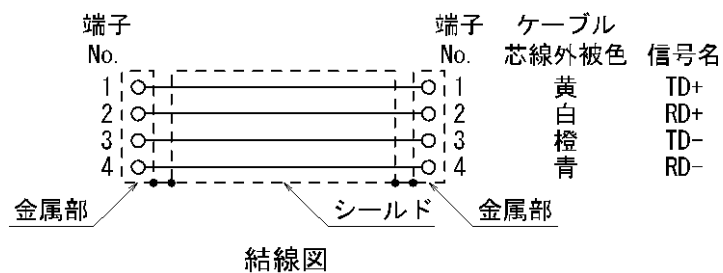 端子 端子 ケーブル
No. No. 芯線外被色 信号名
1 1 黄 TD+
2 2 白 RD+
3 3 橙 TD-
4 4 青 RD-
金属部 シールド 金属部
結線図